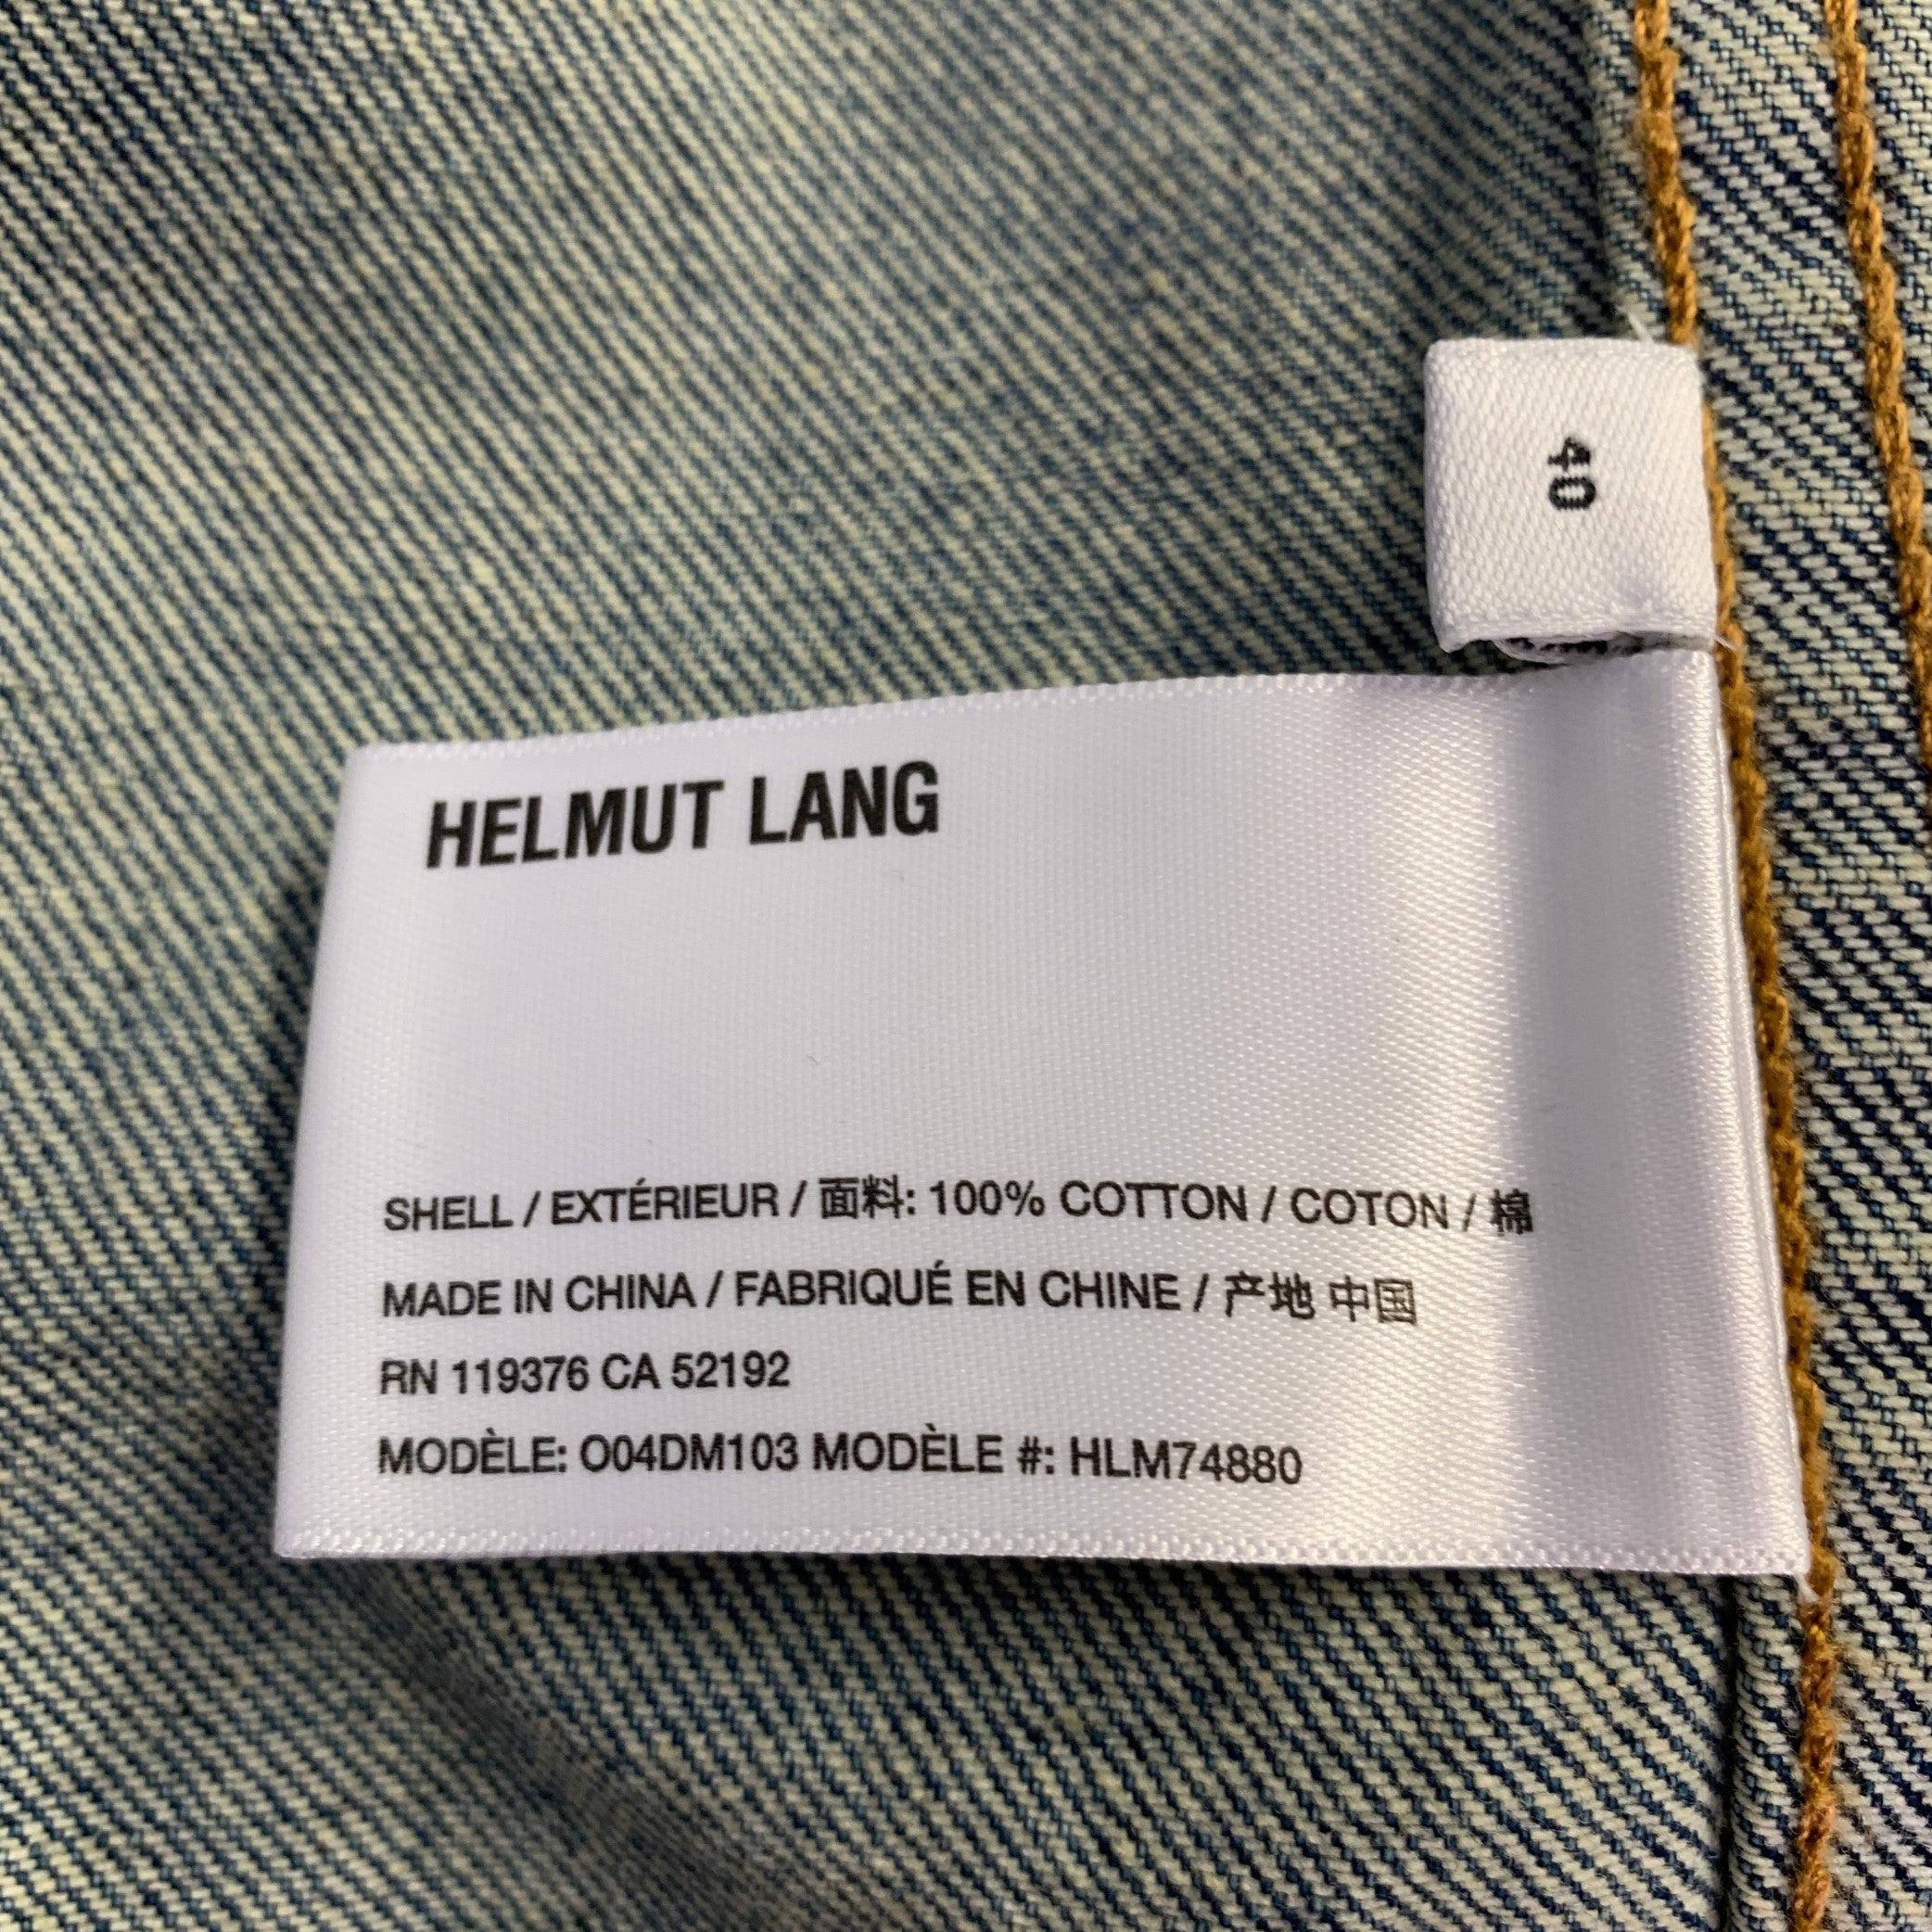 40
HELMUT LANG
SHELL / EXTÉRIEUR / 面料: 100% COTTON / COTON / 棉
MADE IN CHINA / FABRIQUÉ EN CHINE / 产地 中国
RN 119376 CA 52192
MODÈLE: O04DM103 MODÈLE #: HLM74880